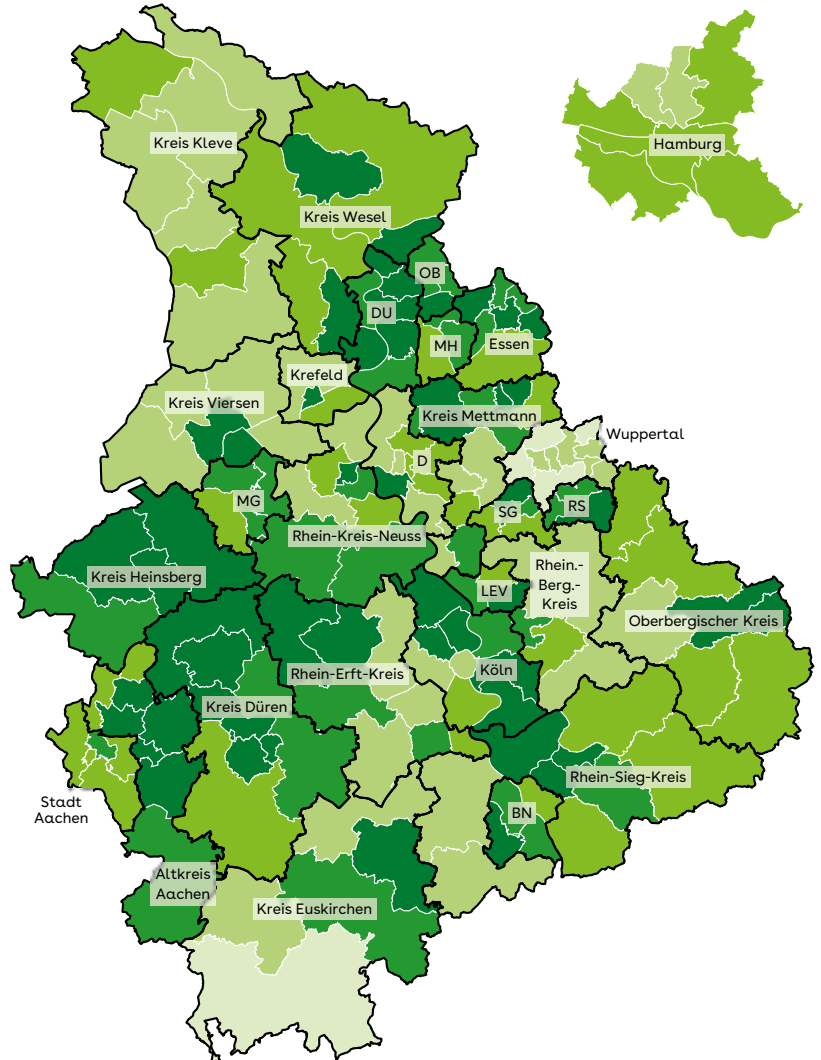 Kreis Kleve
Hamburg
Kreis Wesel
OB
DU
MH
Essen
Krefeld
Kreis Viersen
Kreis Mettmann
Wuppertal
D
MG
SG
RS
Rhein-Kreis-Neuss
Kreis Heinsberg
LEV
Rhein.-
Berg.-
Kreis
Oberbergischer Kreis
Rhein-Erft-Kreis
Köln
Kreis Düren
Rhein-Sieg-Kreis
Stadt
Aachen
BN
Altkreis
Aachen
Kreis Euskirchen